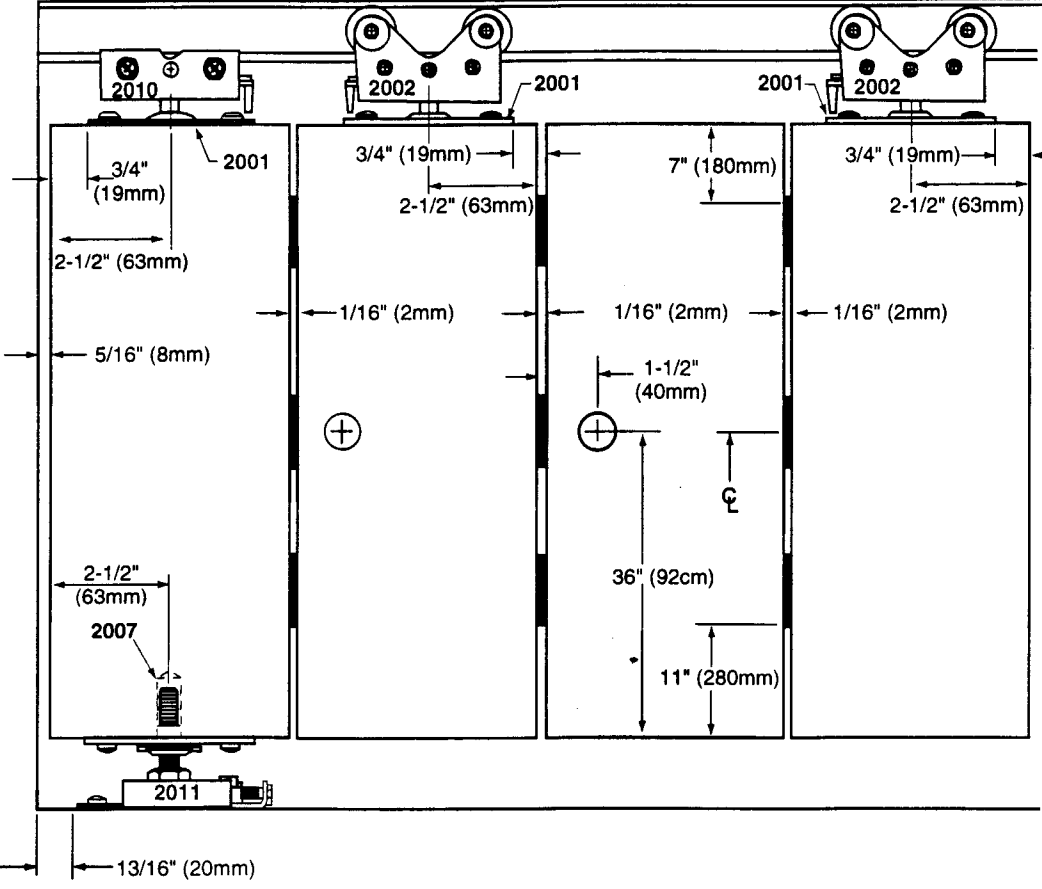 2010
2002
2001
2001
2002
2001
3/4"
(19mm)
3/4" (19mm)
7" (180mm)
3/4" (19mm)
2-1/2" (63mm)
2-1/2" (63mm)
2-1/2" (63mm)
1/16" (2mm)
1/16" (2mm)
1/16" (2mm)
5/16" (8mm)
1-1/2"
(40mm)
℄
2-1/2"
(63mm)
36" (92cm)
2007
11" (280mm)
2011
13/16" (20mm)